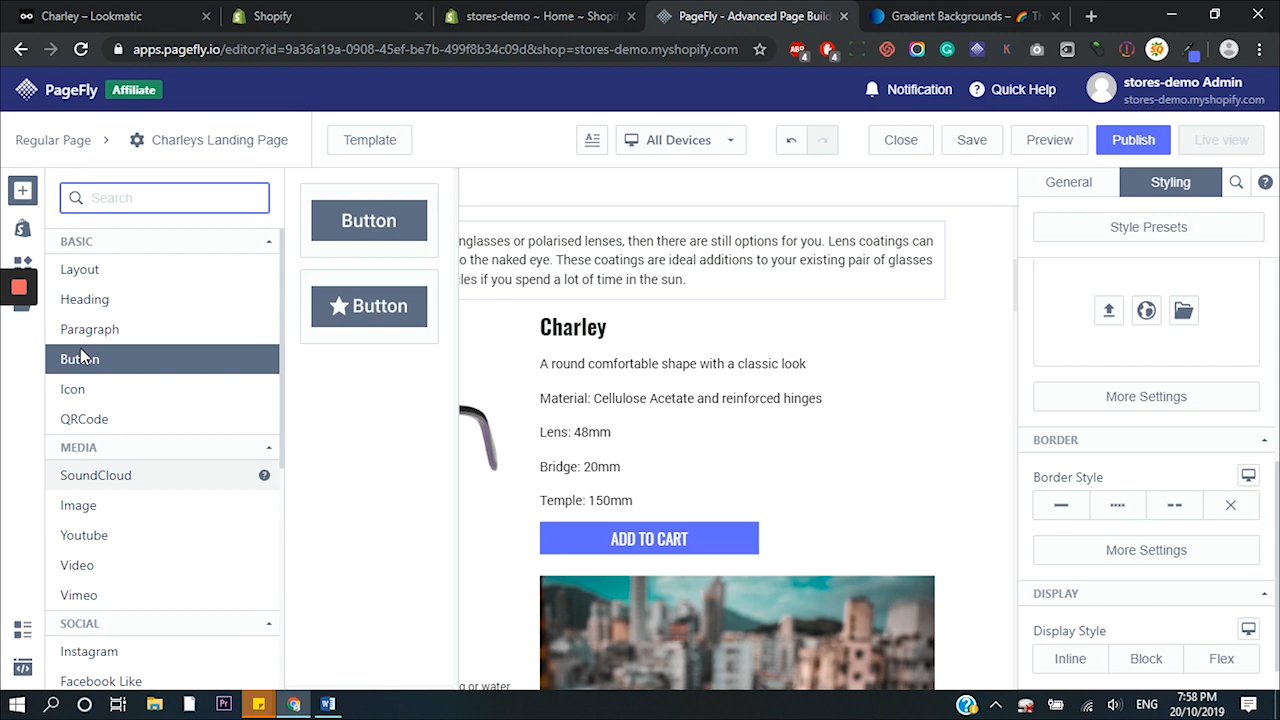 Charley – Lookmatic
Shopify
stores-demo ~ Home ~ Shopif
PageFly - Advanced Page Build
Gradient Backgrounds –
apps.pagefly.io/editor?id=9a36a19a-0908-45ef-be7b-499f8b34c09d&shop=stores-demo.myshopify.com
4
4
PageFly
Affiliate
Notification
Quick Help
stores-demo Admin
stores-demo.myshopify.com
Regular Page
Charleys Landing Page
Template
All Devices
Close
Save
Preview
Publish
Live view
Search
General
Styling
BASIC
Layout
Heading
Paragraph
Button
Icon
QRCode
MEDIA
SoundCloud
Image
Youtube
Video
Vimeo
SOCIAL
Instagram
Facebook Like
Button
Button
nglasses or polarised lenses, then there are still options for you. Lens coatings can
o the naked eye. These coatings are ideal additions to your existing pair of glasses
cles if you spend a lot of time in the sun.
Charley
A round comfortable shape with a classic look
Material: Cellulose Acetate and reinforced hinges
Lens: 48mm
Bridge: 20mm
Temple: 150mm
ADD TO CART
ng or water
Style Presets
More Settings
BORDER
Border Style
More Settings
DISPLAY
Display Style
Inline
Block
Flex
Pr
ENG
7:58 PM
20/10/2019